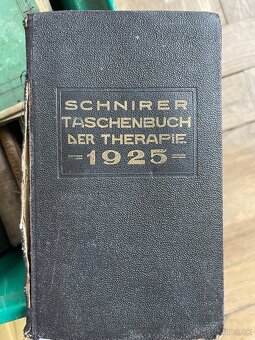 SCHNIRER
TASCHENBUCH
DER THERAPIE
1925